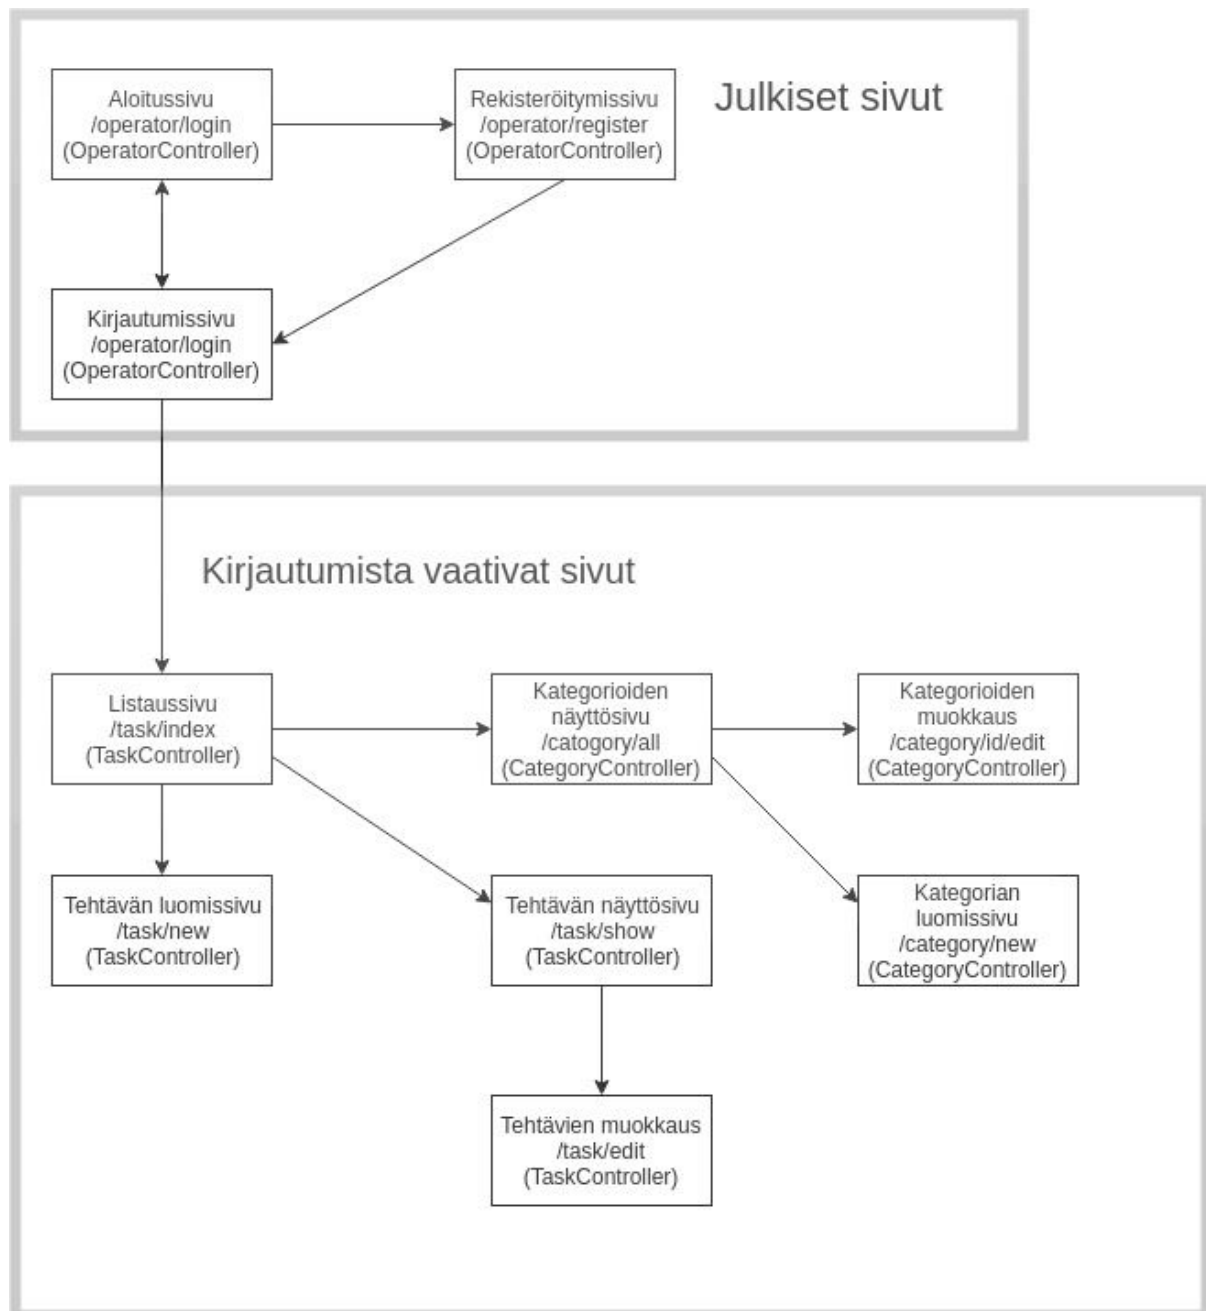 Aloitussivu
/operator/login
(OperatorController)
Rekisteröitymissivu
/operator/register
(OperatorController)
Julkiset sivut
Kirjautumissivu
/operator/login
(OperatorController)
Kirjautumista vaativat sivut
Listaussivu
/task/index
(TaskController)
Kategorioiden
näyttösivu
/catogory/all
(CategoryController)
Kategorioiden
muokkaus
/category/id/edit
(CategoryController)
Tehtävän luomissivu
/task/new
(TaskController)
Tehtävän näyttösivu
/task/show
(TaskController)
Kategorian
luomissivu
/category/new
(CategoryController)
Tehtävien muokkaus
/task/edit
(TaskController)